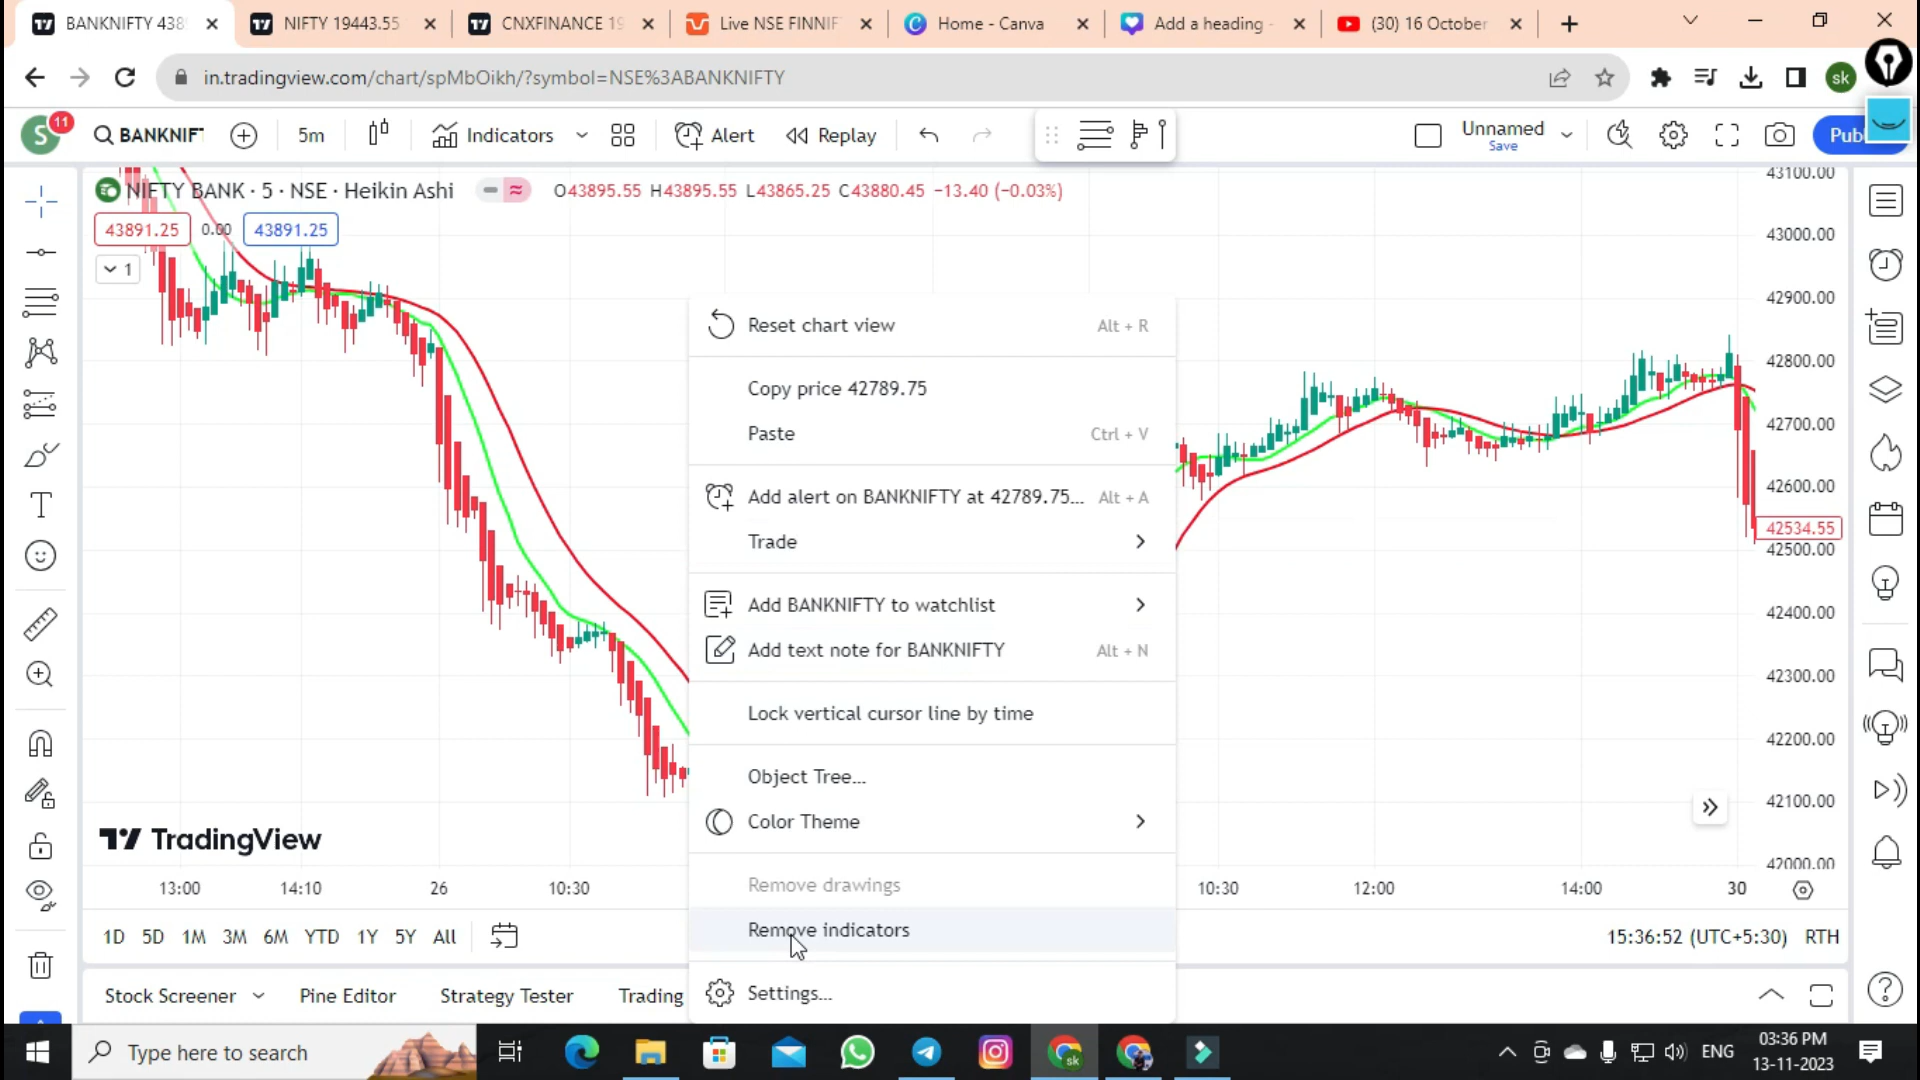 BANKNIFTY 438
NIFTY 19443.55
CNXFINANCE 19
Live NSE FINNIF
Home - Canva
Add a heading -
(30) 16 October
in.tradingview.com/chart/spMbOikh/?symbol=NSE%3ABANKNIFTY
sk
S
11
BANKNIF
5m
Indicators
Alert
Replay
Unnamed
Save
Pub
NIFTY BANK · 5 · NSE · Heikin Ashi
O43895.55 H43895.55 L43865.25 C43880.45 −13.40 (−0.03%)
43891.25 0.00 43891.25
1
43100.00
43000.00
42900.00
42800.00
42700.00
42600.00
42534.55
42500.00
42400.00
42300.00
42200.00
42100.00
42000.00
Reset chart view Alt + R
Copy price 42789.75
Paste Ctrl + V
Add alert on BANKNIFTY at 42789.75... Alt + A
Trade
Add BANKNIFTY to watchlist
Add text note for BANKNIFTY Alt + N
Lock vertical cursor line by time
Object Tree...
Color Theme
Remove drawings
Remove indicators
Settings...
TradingView
13:00 14:10 26 10:30 10:30 12:00 14:00 30
1D 5D 1M 3M 6M YTD 1Y 5Y All
15:36:52 (UTC+5:30) RTH
Stock Screener Pine Editor Strategy Tester Trading
Type here to search
sk
ENG
03:36 PM
13-11-2023